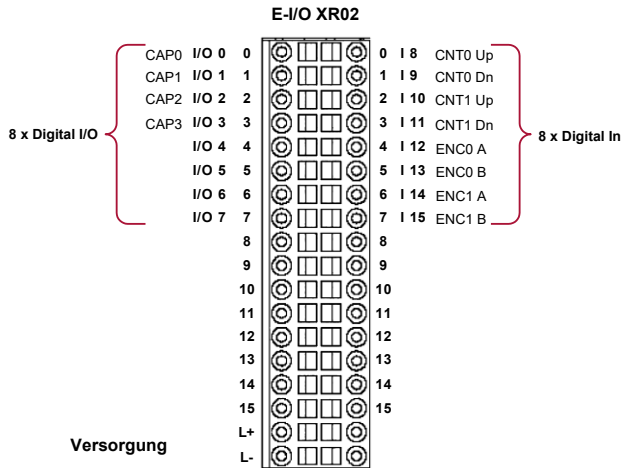 E-I/O XR02
CAP0 I/O 0 0 0 I 8 CNT0 Up
CAP1 I/O 1 1 1 I 9 CNT0 Dn
CAP2 I/O 2 2 2 I 10 CNT1 Up
CAP3 I/O 3 3 3 I 11 CNT1 Dn
8 x Digital I/O 8 x Digital In
I/O 4 4 4 I 12 ENC0 A
I/O 5 5 5 I 13 ENC0 B
I/O 6 6 6 I 14 ENC1 A
I/O 7 7 7 I 15 ENC1 B
8 8
9 9
10 10
11 11
12 12
13 13
14 14
15 15
L+
Versorgung
L-